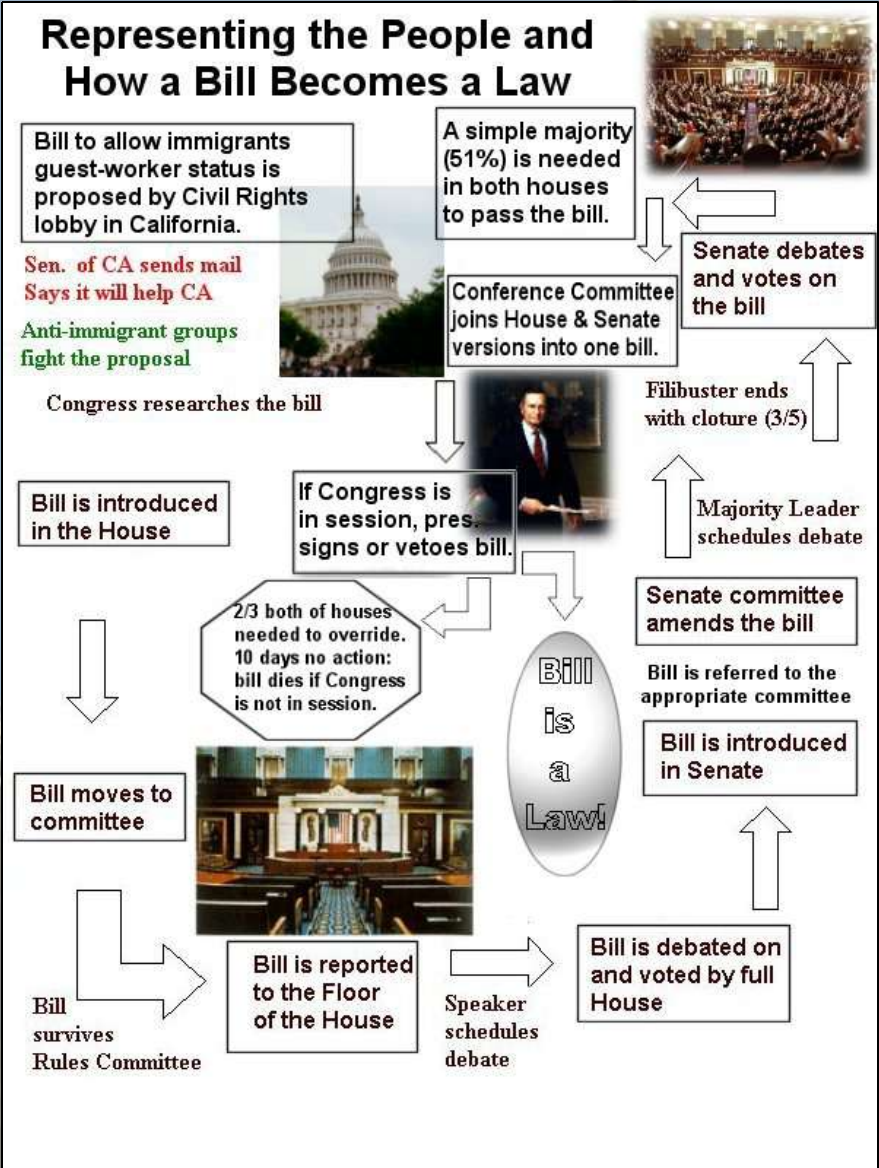 Representing the People and
How a Bill Becomes a Law
Bill to allow immigrants
guest-worker status is
proposed by Civil Rights
lobby in California.
Sen. of CA sends mail
Says it will help CA
Anti-immigrant groups
fight the proposal
Congress researches the bill
Bill is introduced
in the House
Bill moves to
committee
Bill
survives
Rules Committee
Bill is reported
to the Floor
of the House
Speaker
schedules
debate
Bill is debated on
and voted by full
House
Bill is introduced
in Senate
Bill is referred to the
appropriate committee
Senate committee
amends the bill
Majority Leader
schedules debate
Filibuster ends
with cloture (3/5)
Senate debates
and votes on
the bill
A simple majority
(51%) is needed
in both houses
to pass the bill.
Conference Committee
joins House & Senate
versions into one bill.
If Congress is
in session, pres.
signs or vetoes bill.
2/3 both of houses
needed to override.
10 days no action:
bill dies if Congress
is not in session.
Bill
is
a
Law!